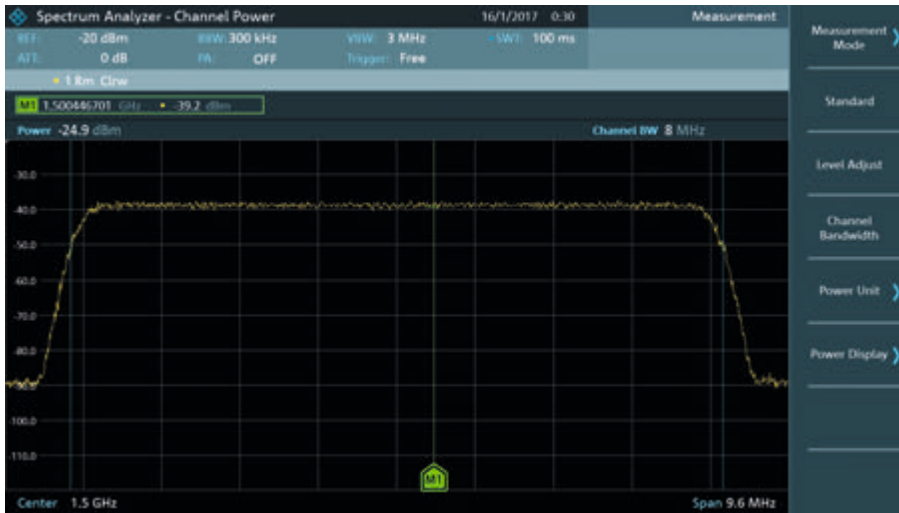 Spectrum Analyzer - Channel Power 16/1/2017 0:30 Measurement
REF: -20 dBm RBW: 300 kHz VBW: 3 MHz SWT: 100 ms
ATT: 0 dB PA: OFF Trigger: Free
1 Rm Clrw
M1 1.500446701 GHz -39.2 dBm
Power -24.9 dBm Channel BW 8 MHz
-30.0
-40.0
-50.0
-60.0
-70.0
-80.0
-90.0
-100.0
-110.0
M1
Center 1.5 GHz Span 9.6 MHz
Measurement
Mode
Standard
Level Adjust
Channel
Bandwidth
Power Unit
Power Display